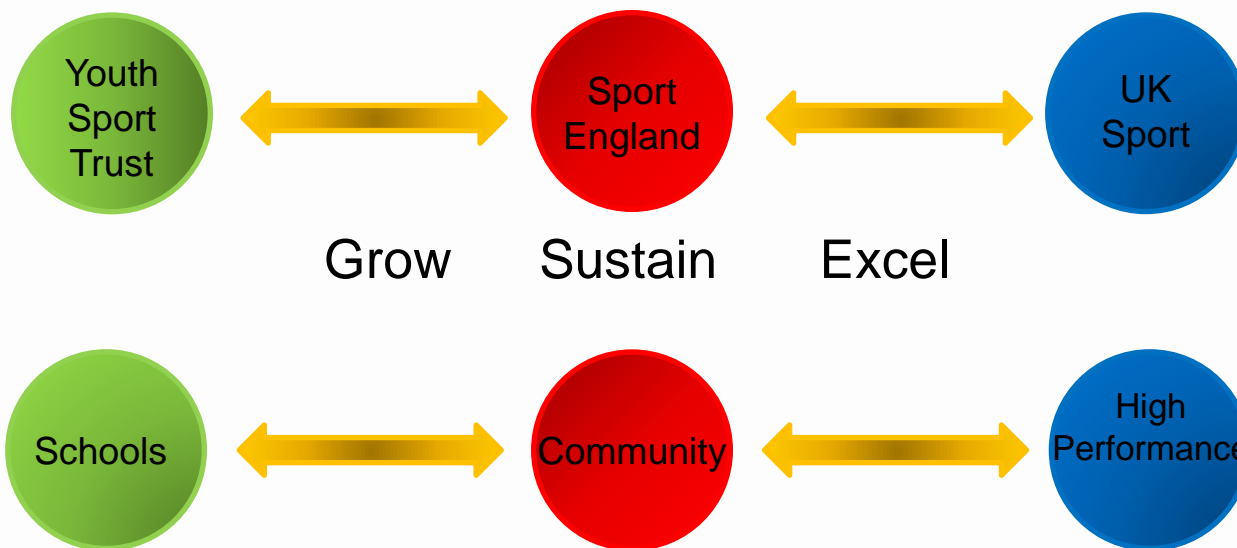 Youth
Sport
Trust
Sport
England
UK
Sport
Grow Sustain Excel
Schools
Community
High
Performance